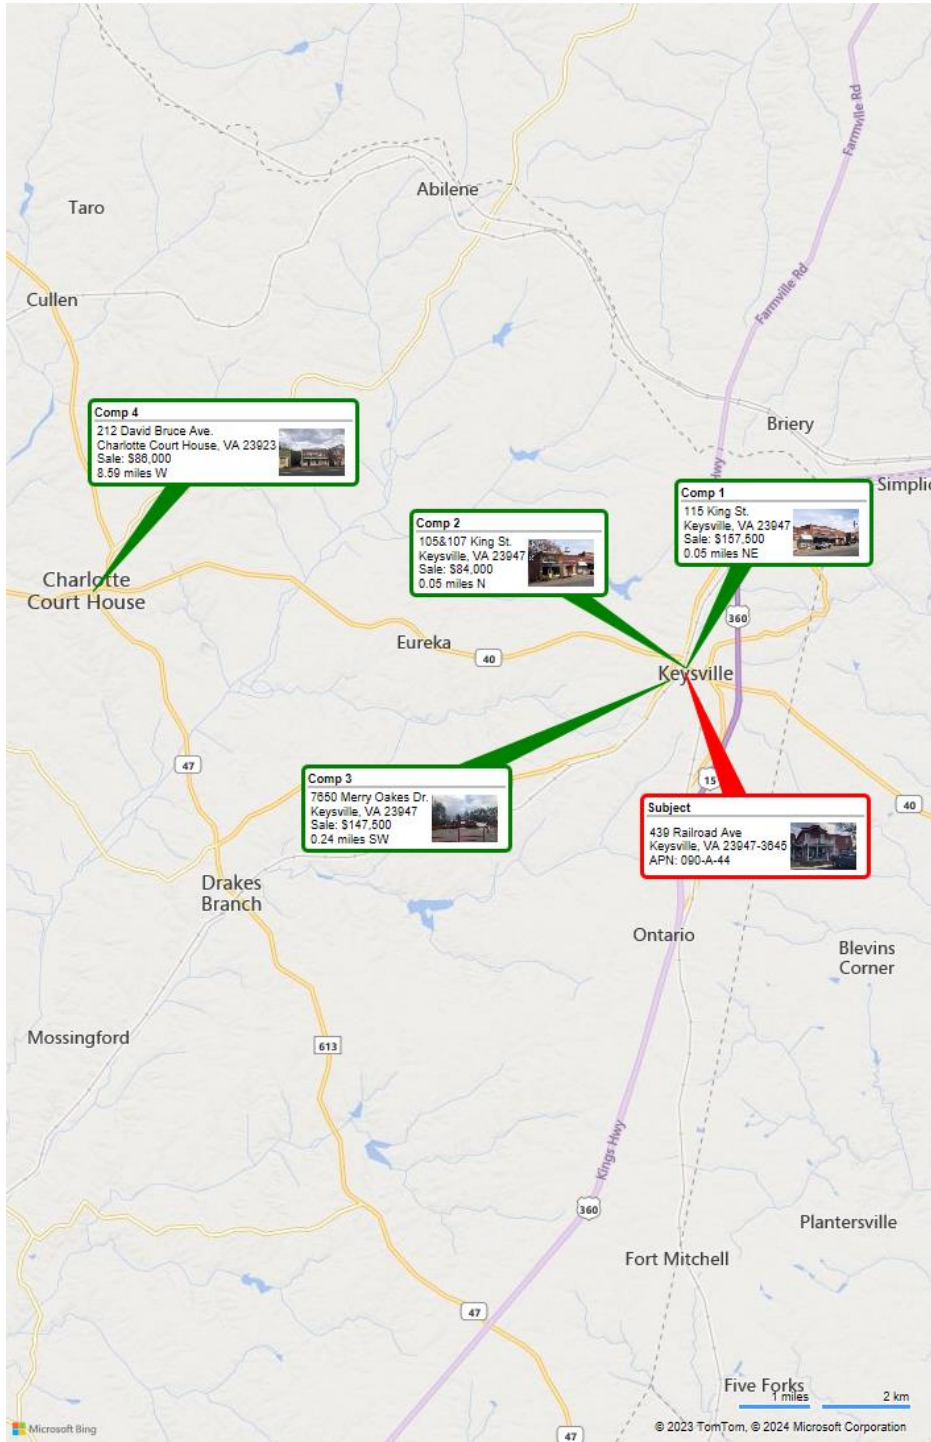 Farmville Rd
Abilene
Taro
Farmville Rd
Cullen
Comp 4
212 David Bruce Ave.
Charlotte Court House, VA 23923
Sale: $86,000
8.59 miles W
Briery
Hwy
Simplic
Comp 1
115 King St.
Keysville, VA 23947
Sale: $157,500
0.05 miles NE
Comp 2
105&107 King St.
Keysville, VA 23947
Sale: $84,000
0.05 miles N
Charlotte
Court House
360
Eureka
40
Keysville
47
Comp 3
7650 Merry Oakes Dr.
Keysville, VA 23947
Sale: $147,500
0.24 miles SW
15
40
Subject
439 Railroad Ave
Keysville, VA 23947-3645
APN: 090-A-44
Drakes
Branch
Ontario
Blevins
Corner
Mossingford
613
Kings Hwy
360
Plantersville
Fort Mitchell
47
Five Forks
1 miles
2 km
Microsoft Bing
47
© 2023 TomTom, © 2024 Microsoft Corporation